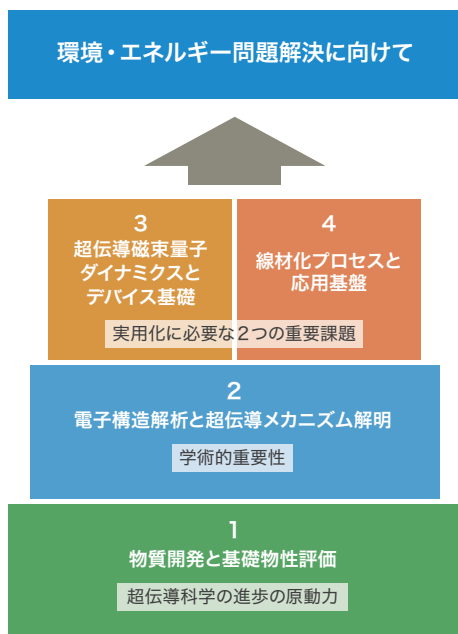 環境・エネルギー問題解決に向けて
3
超伝導磁束量子
ダイナミクスと
デバイス基礎
4
線材化プロセスと
応用基盤
実用化に必要な2つの重要課題
2
電子構造解析と超伝導メカニズム解明
学術的重要性
1
物質開発と基礎物性評価
超伝導科学の進歩の原動力